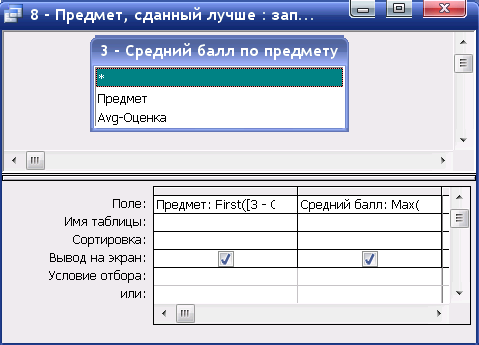 8 - Предмет, сданный лучше : зап...
3 - Средний балл по предмету
*
Предмет
Avg-Оценка
Поле: Предмет: First([3 - С Средний балл: Max(
Имя таблицы:
Сортировка:
Вывод на экран:
Условие отбора:
или: